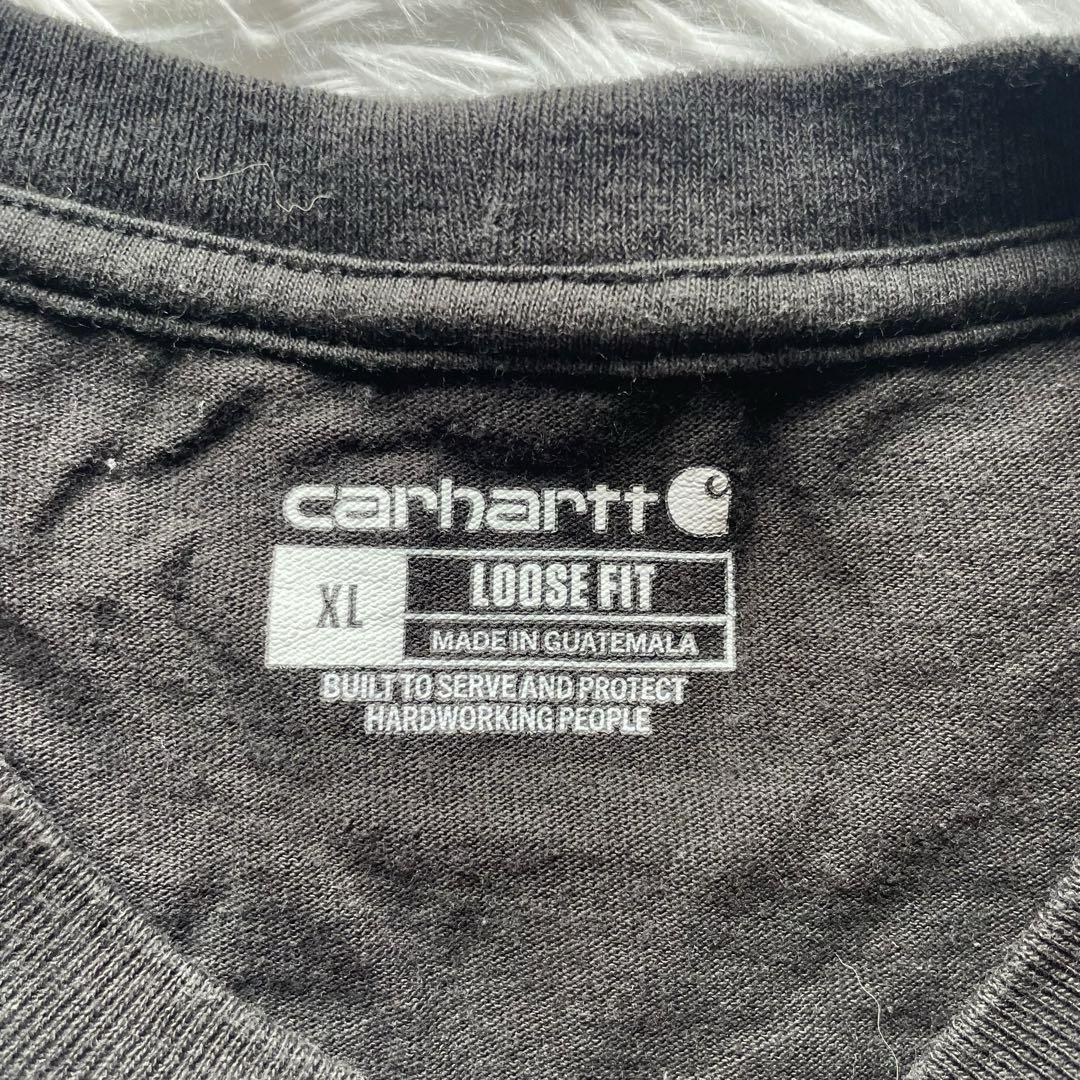 carhartt
XL
LOOSE FIT
MADE IN GUATEMALA
BUILT TO SERVE AND PROTECT
HARDWORKING PEOPLE